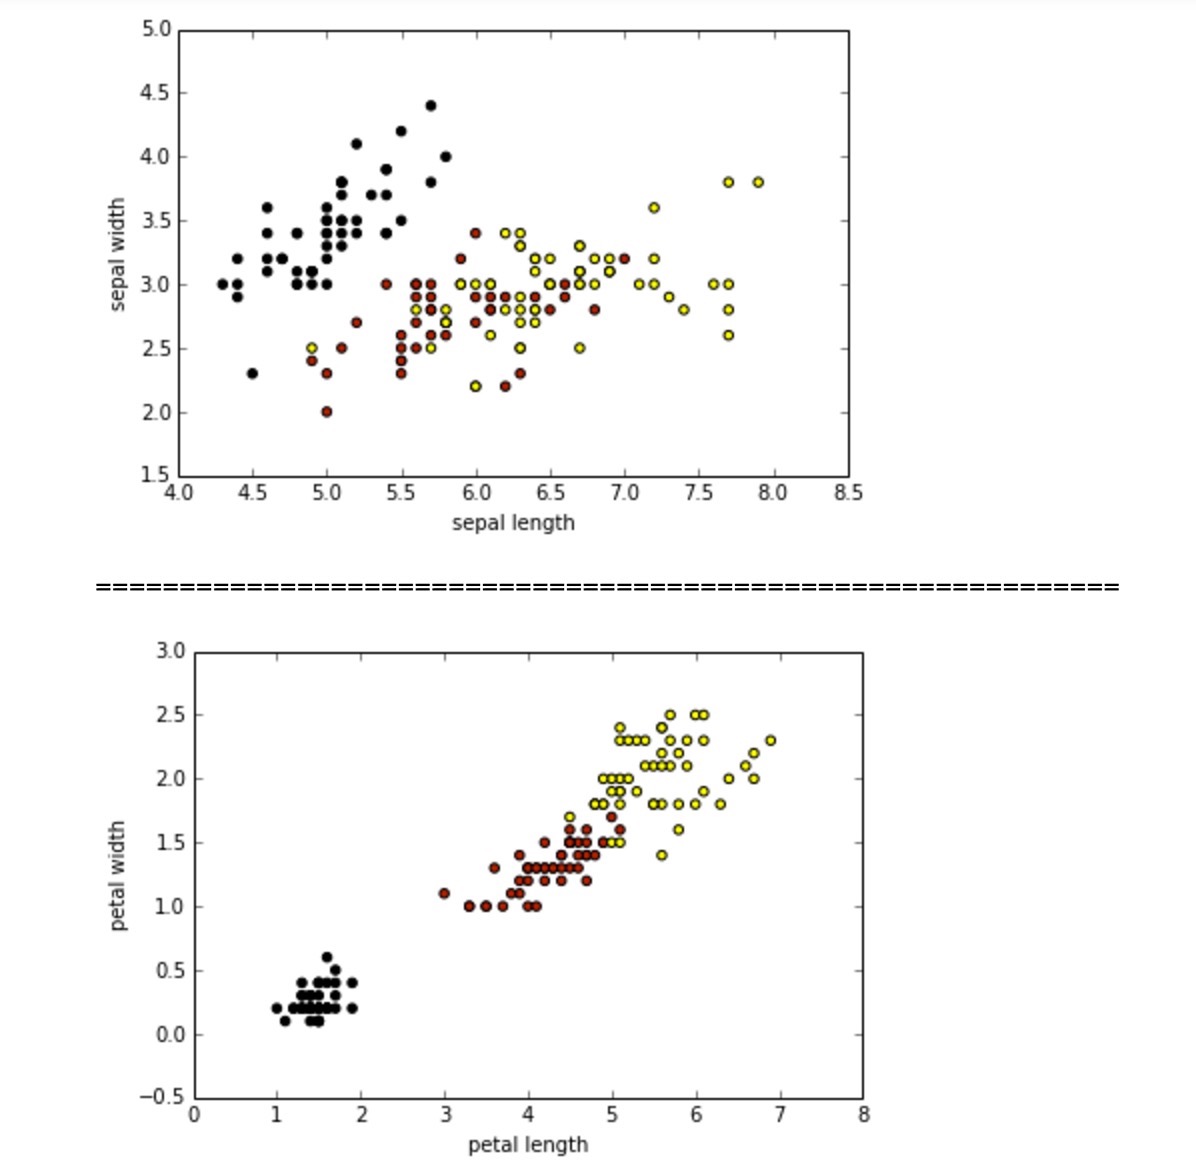 5.0
4.5
4.0
3.5
3.0
2.5
2.0
1.5
sepal width
4.0 4.5 5.0 5.5 6.0 6.5 7.0 7.5 8.0 8.5
sepal length
==============================================================
3.0
2.5
2.0
1.5
1.0
0.5
0.0
−0.5
petal width
0 1 2 3 4 5 6 7 8
petal length